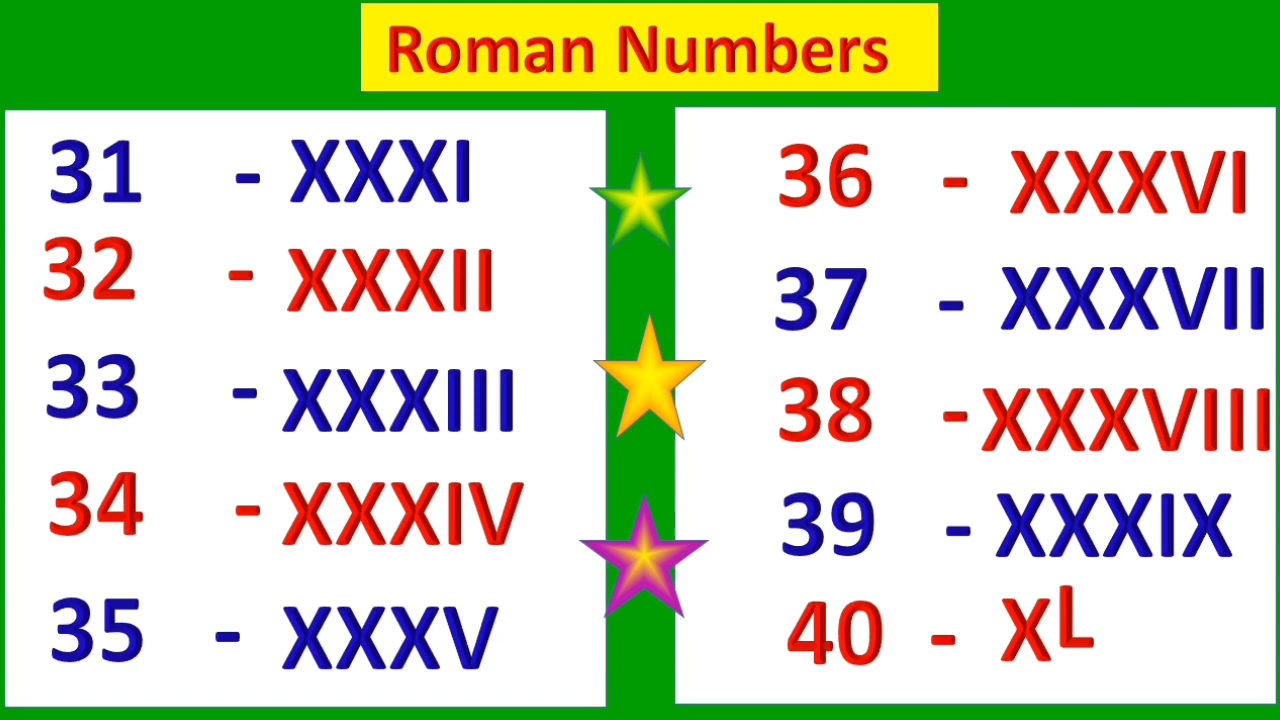 Roman Numbers
31 - XXXI
32 - XXXII
33 - XXXIII
34 - XXXIV
35 - XXXV
36 - XXXVI
37 - XXXVII
38 - XXXVIII
39 - XXXIX
40 - XL